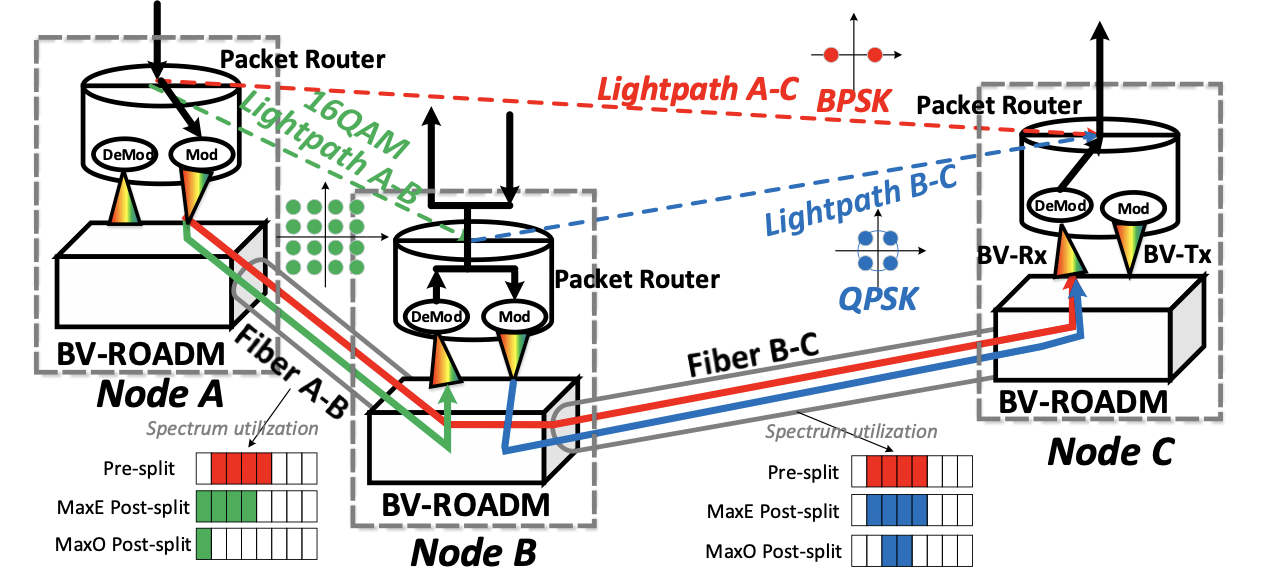 Packet Router
DeMod
Mod
BV-ROADM
Node A
16QAM
Lightpath A-B
Lightpath A-C
BPSK
Lightpath B-C
QPSK
Packet Router
DeMod
Mod
BV-ROADM
Node B
Packet Router
DeMod
Mod
BV-Rx
BV-Tx
BV-ROADM
Node C
Fiber A-B
Fiber B-C
Spectrum utilization
Pre-split
MaxE Post-split
MaxO Post-split
Spectrum utilization
Pre-split
MaxE Post-split
MaxO Post-split